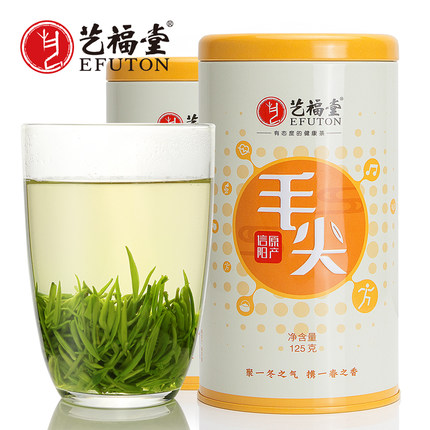 艺福堂®
EFUTON
艺福堂®
EFUTON
有态度的健康茶
毛尖
信阳
原产
净含量
125克
聚一冬之气 携一春之香